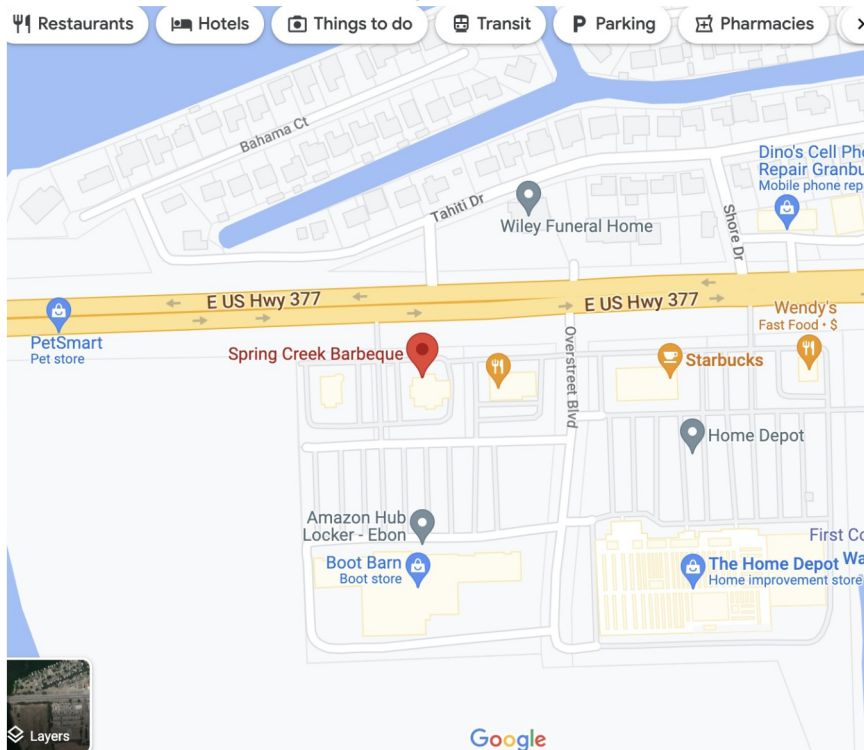 Restaurants
Hotels
Things to do
Transit
Parking
Pharmacies
Bahama Ct
Tahiti Dr
Wiley Funeral Home
Shore Dr
Dino's Cell Pho
Repair Granbu
Mobile phone rep
E US Hwy 377
E US Hwy 377
PetSmart
Pet store
Spring Creek Barbeque
Overstreet Blvd
Starbucks
Wendy's
Fast Food • $
Home Depot
Amazon Hub
Locker - Ebon
Boot Barn
Boot store
First Co
The Home Depot
Wa
Home improvement store
Layers
Google